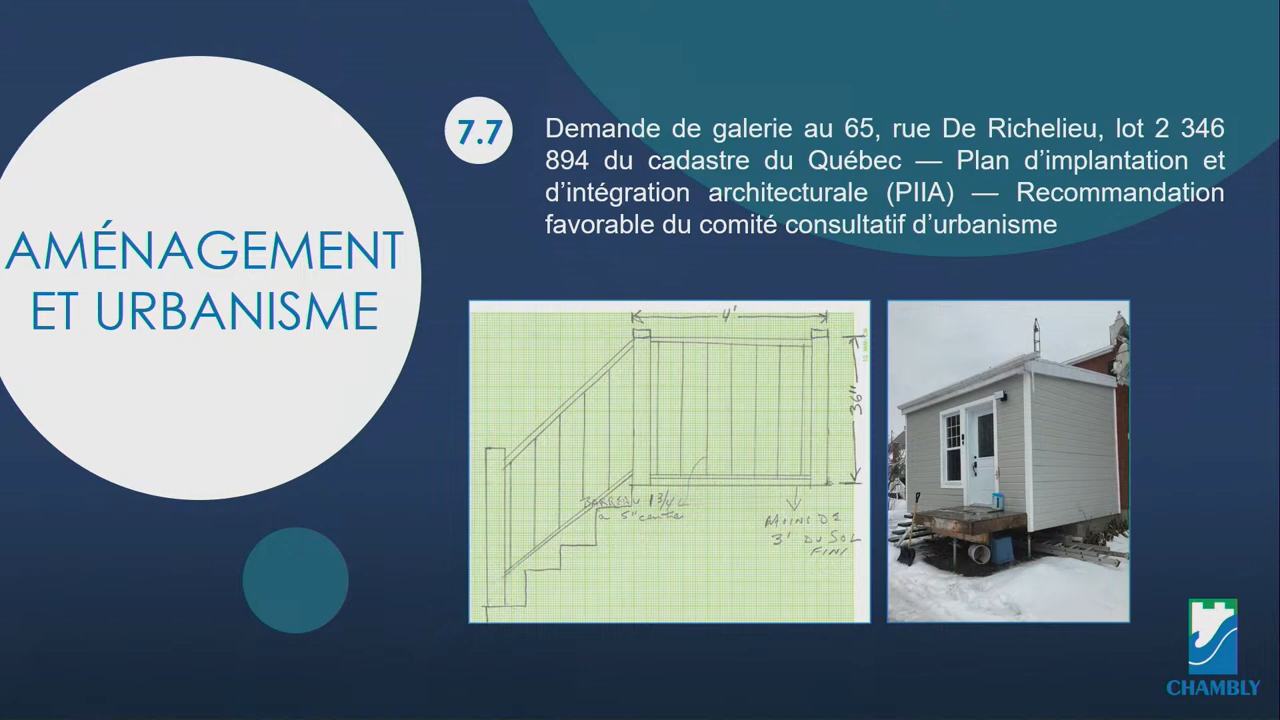 AMÉNAGEMENT
ET URBANISME
7.7
Demande de galerie au 65, rue De Richelieu, lot 2 346
894 du cadastre du Québec — Plan d’implantation et
d’intégration architecturale (PIIA) — Recommandation
favorable du comité consultatif d’urbanisme
4'
36"
BARREAU 1 3/4
à 5" centre
MOINS DE
3' DU SOL
FINI
CHAMBLY